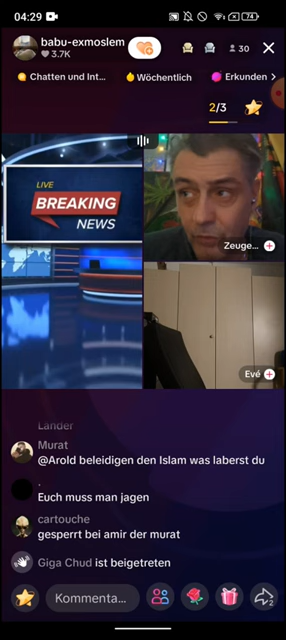 04:29
74
babu-exmoslem
3.7K
30
Chatten und Int...
Wöchentlich
Erkunden
2/3
LIVE
BREAKING
NEWS
Zeuge...
Evé
Länder
Murat
@Arold beleidigen den Islam was laberst du
.
Euch muss man jagen
cartouche
gesperrt bei amir der murat
Giga Chud ist beigetreten
Kommenta...
2